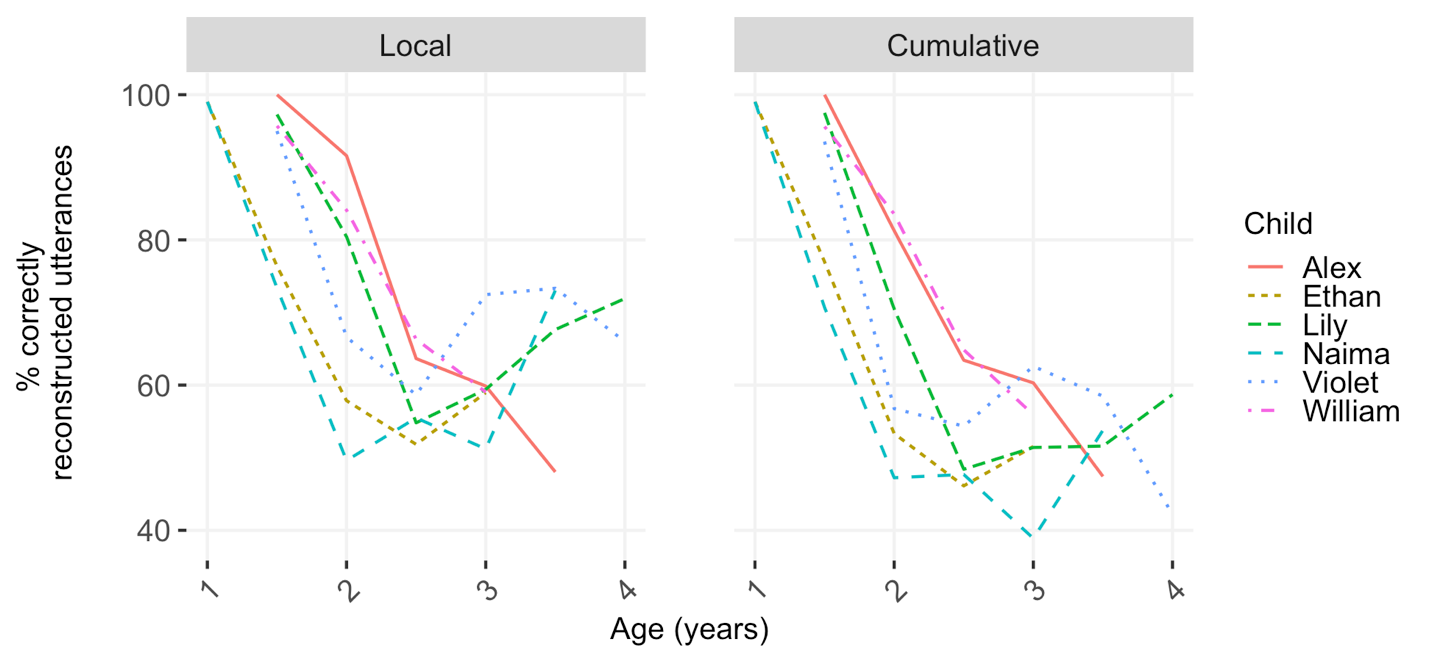 Local
Cumulative
% correctly
reconstructed utterances
100
80
60
40
1
2
3
4
1
2
3
4
Age (years)
Child
Alex
Ethan
Lily
Naima
Violet
William